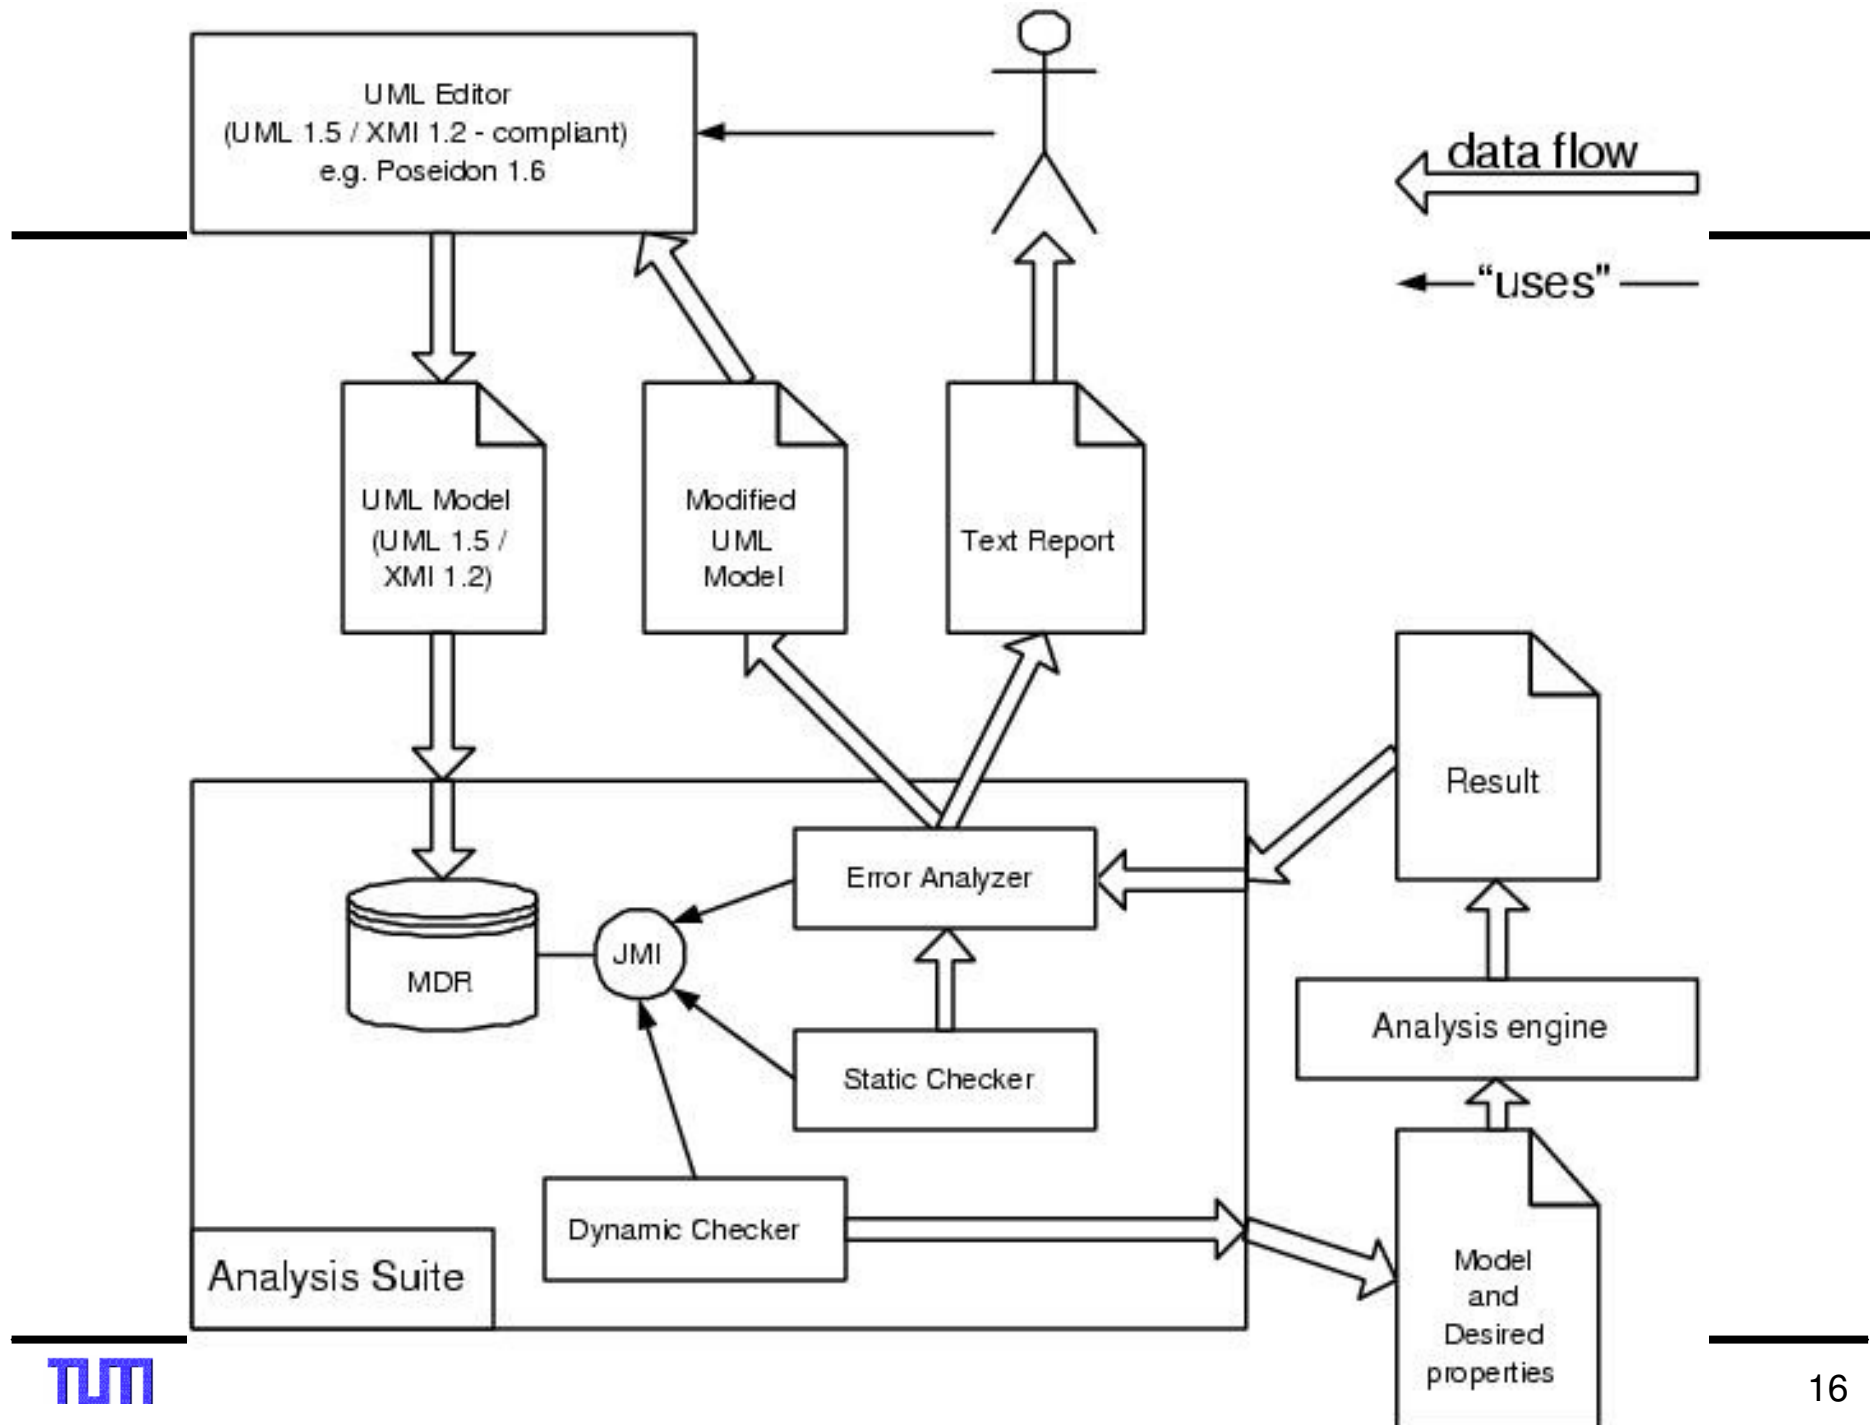 UML Editor
(UML 1.5 / XMI 1.2 - compliant)
e.g. Poseidon 1.6
data flow
“uses"
UML Model
(UML 1.5 /
XMI 1.2)
Modified
UML
Model
Text Report
Result
Error Analyzer
JMI
MDR
Analysis engine
Static Checker
Dynamic Checker
Analysis Suite
Model
and
Desired
properties
TUM
16